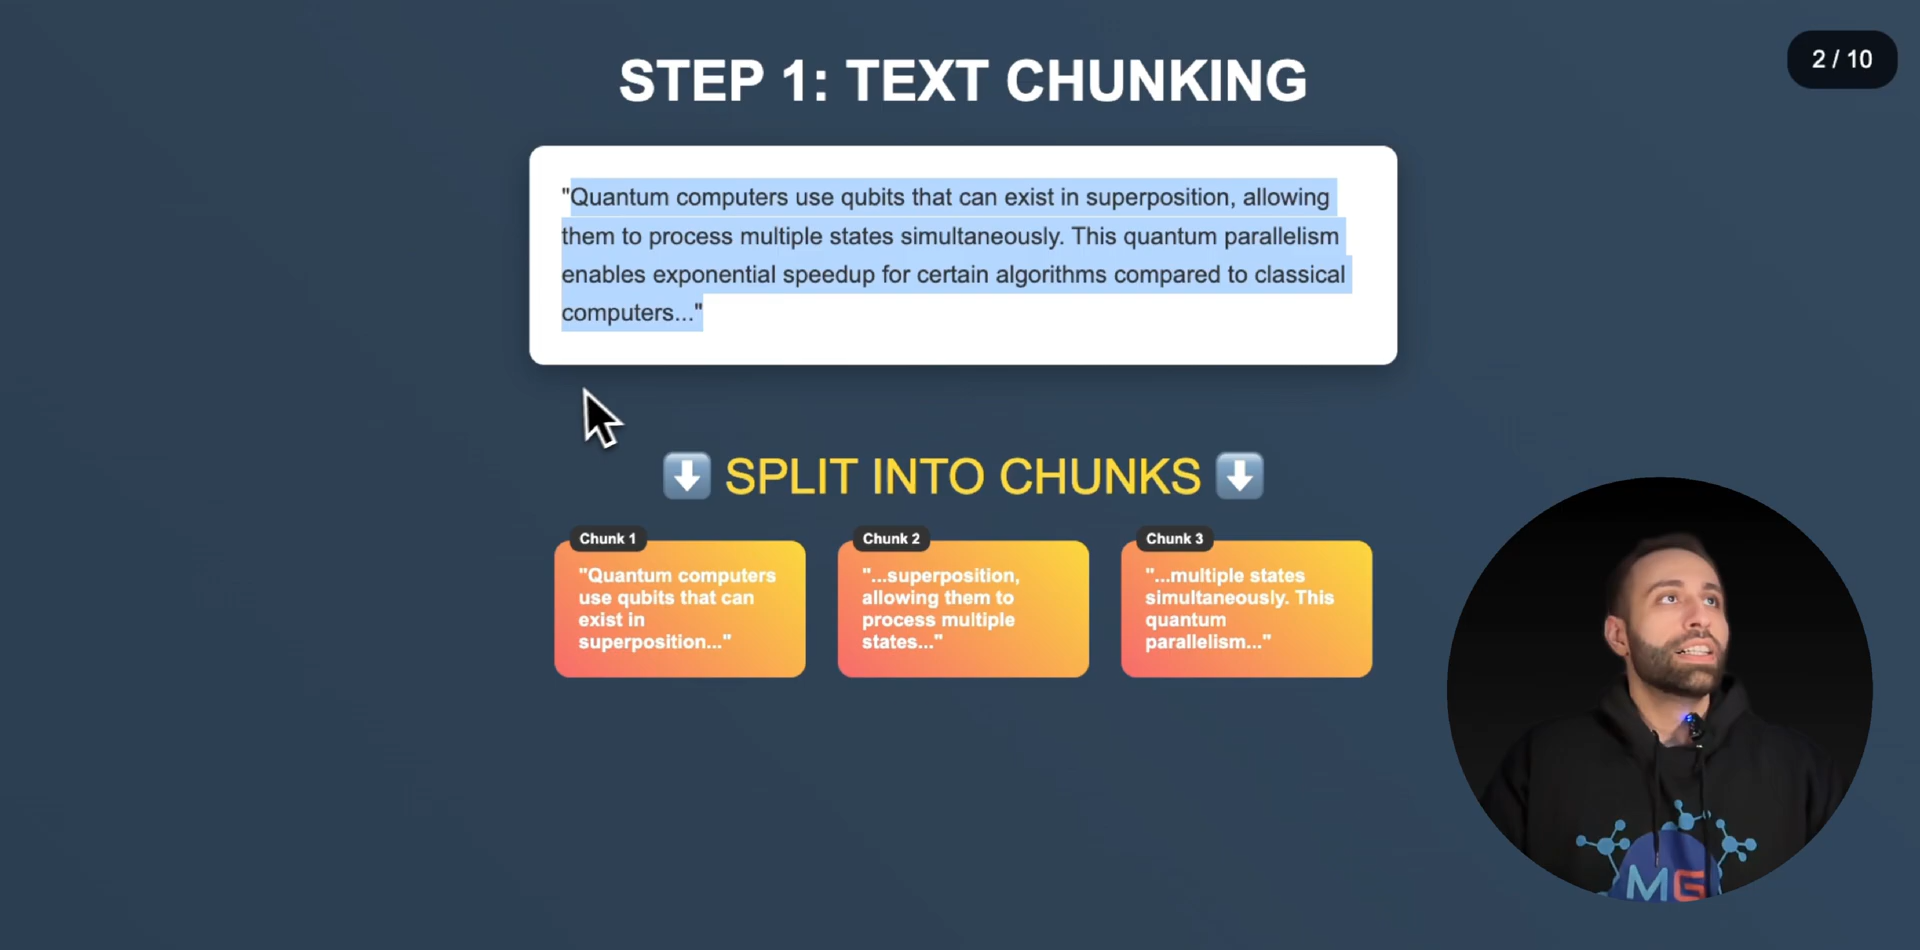 2 / 10
STEP 1: TEXT CHUNKING
"Quantum computers use qubits that can exist in superposition, allowing
them to process multiple states simultaneously. This quantum parallelism
enables exponential speedup for certain algorithms compared to classical
computers..."
⬇️ SPLIT INTO CHUNKS ⬇️
Chunk 1
"Quantum computers
use qubits that can
exist in
superposition..."
Chunk 2
"...superposition,
allowing them to
process multiple
states..."
Chunk 3
"...multiple states
simultaneously. This
quantum
parallelism..."
MG